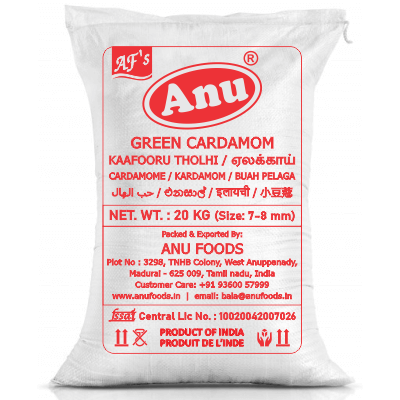 AF's
Anu®
GREEN CARDAMOM
KAAFOORU THOLHI / ஏலக்காய்
CARDAMOME / KARDAMOM / BUAH PELAGA
حب الهال / එනසාල් / इलायची / 小豆蔻
NET. WT. : 20 KG (Size: 7-8 mm)
Packed & Exported By:
ANU FOODS
Plot No : 3298, TNHB Colony, West Anuppanady,
Madurai - 625 009, Tamil nadu, India
Customer Care: +91 93600 57999
www.anufoods.in | email: bala@anufoods.in
fssai Central Lic No. : 10020042007026
PRODUCT OF INDIA
PRODUIT DE L'INDE